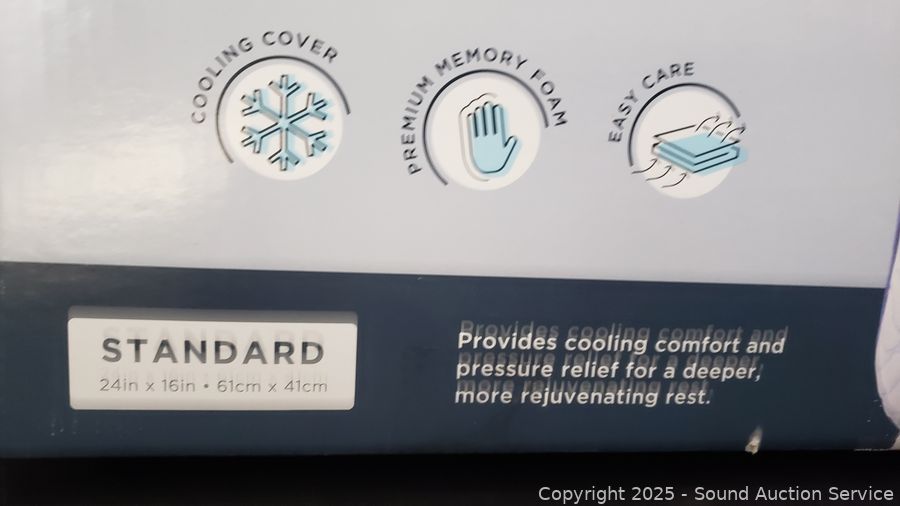 COOLING COVER
PREMIUM MEMORY FOAM
EASY CARE
STANDARD
24in x 16in • 61cm x 41cm
Provides cooling comfort and
pressure relief for a deeper,
more rejuvenating rest.
Copyright 2025 - Sound Auction Service